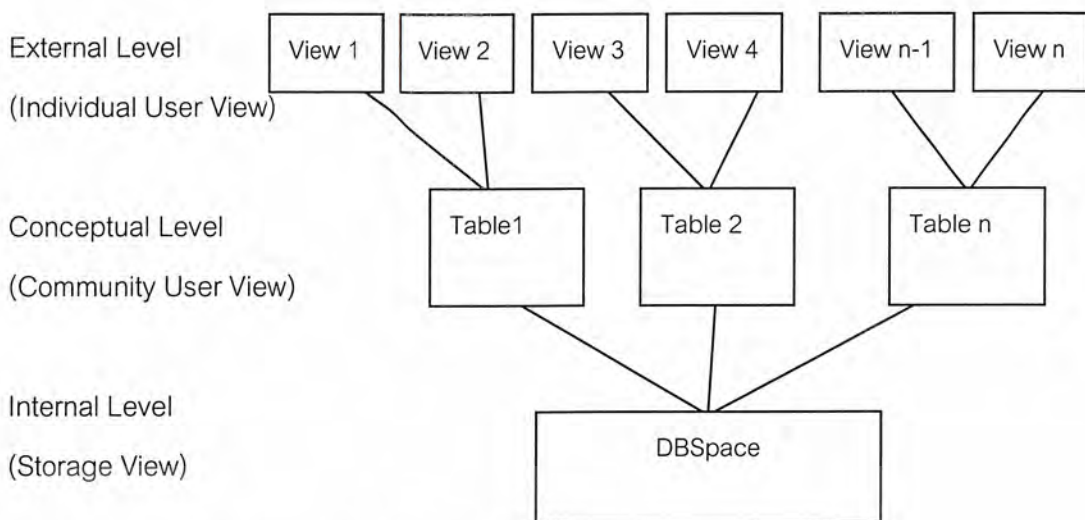 External Level
View 1
View 2
View 3
View 4
View n-1
View n
(Individual User View)
Conceptual Level
Table1
Table 2
Table n
(Community User View)
Internal Level
DBSpace
(Storage View)